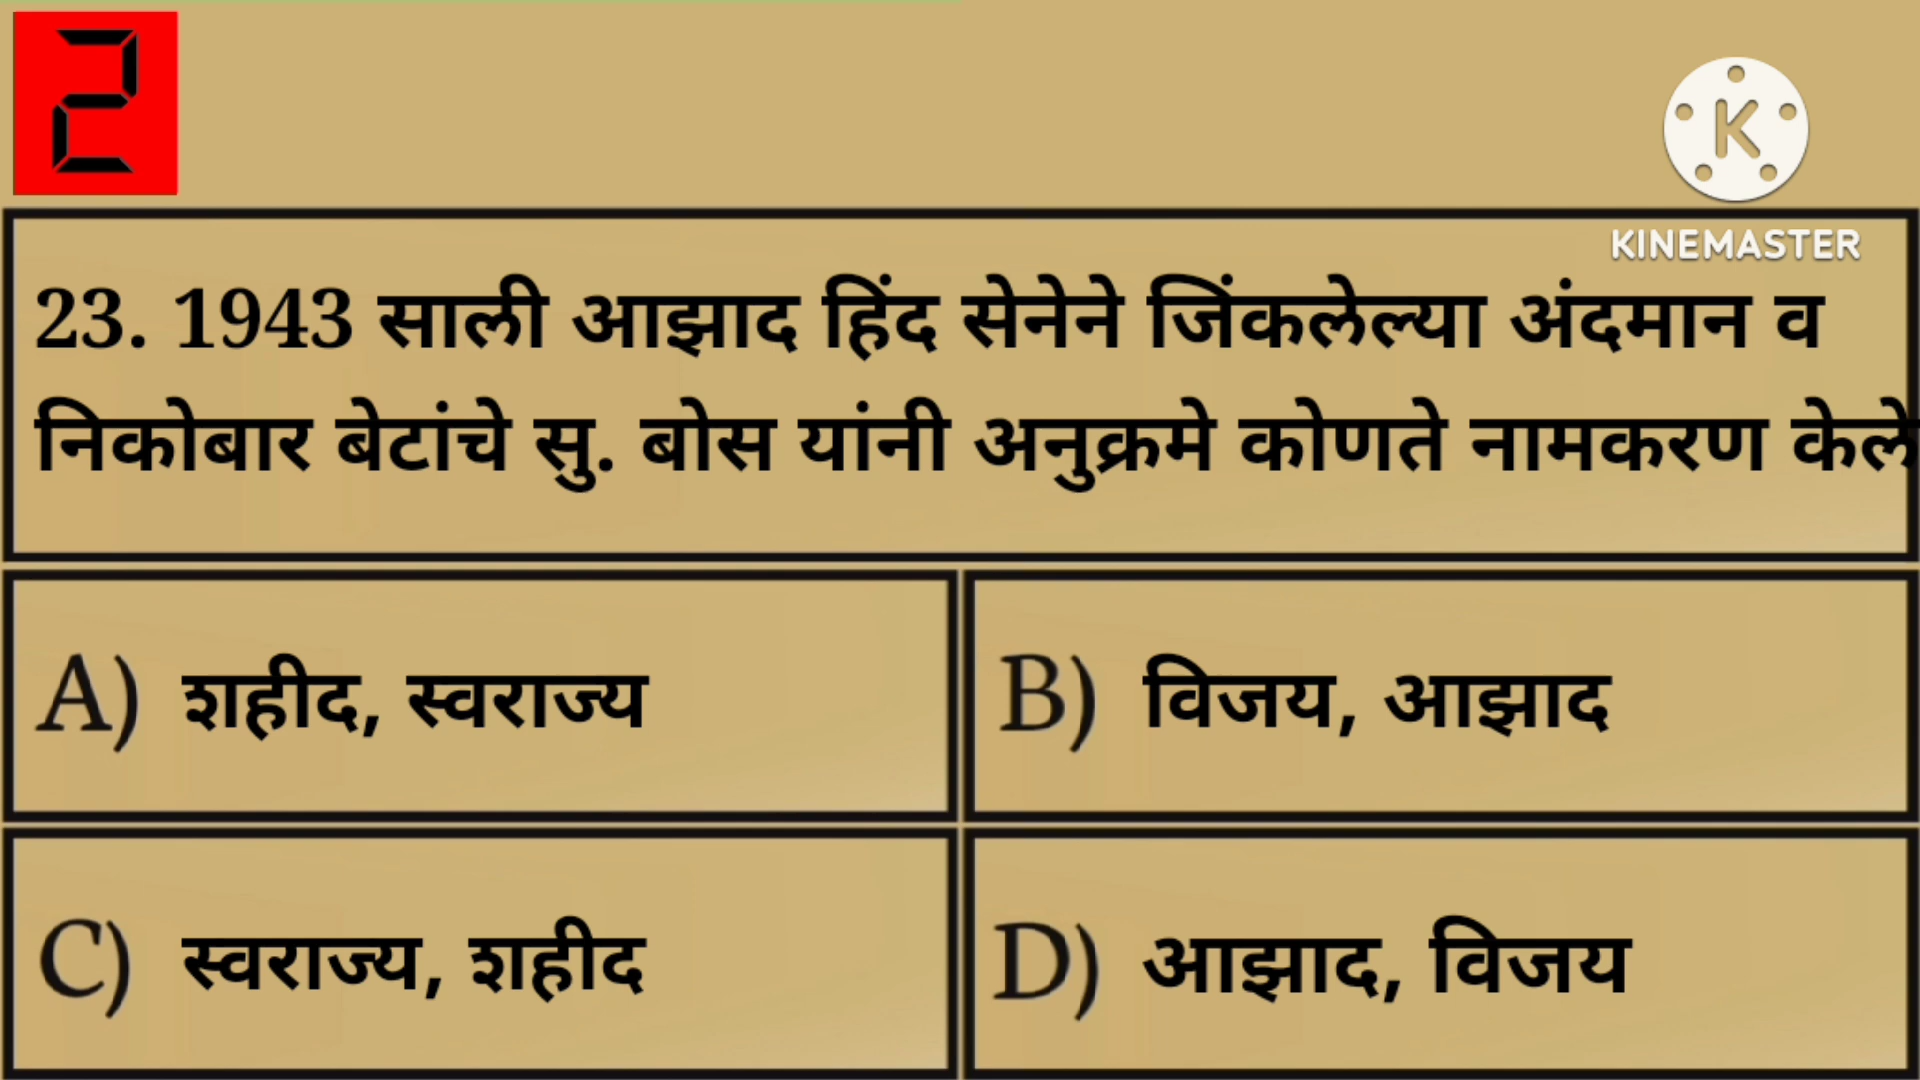 2
K
KINEMASTER
23. 1943 साली आझाद हिंद सेनेने जिंकलेल्या अंदमान व
निकोबार बेटांचे सु. बोस यांनी अनुक्रमे कोणते नामकरण केले
A) शहीद, स्वराज्य
B) विजय, आझाद
C) स्वराज्य, शहीद
D) आझाद, विजय